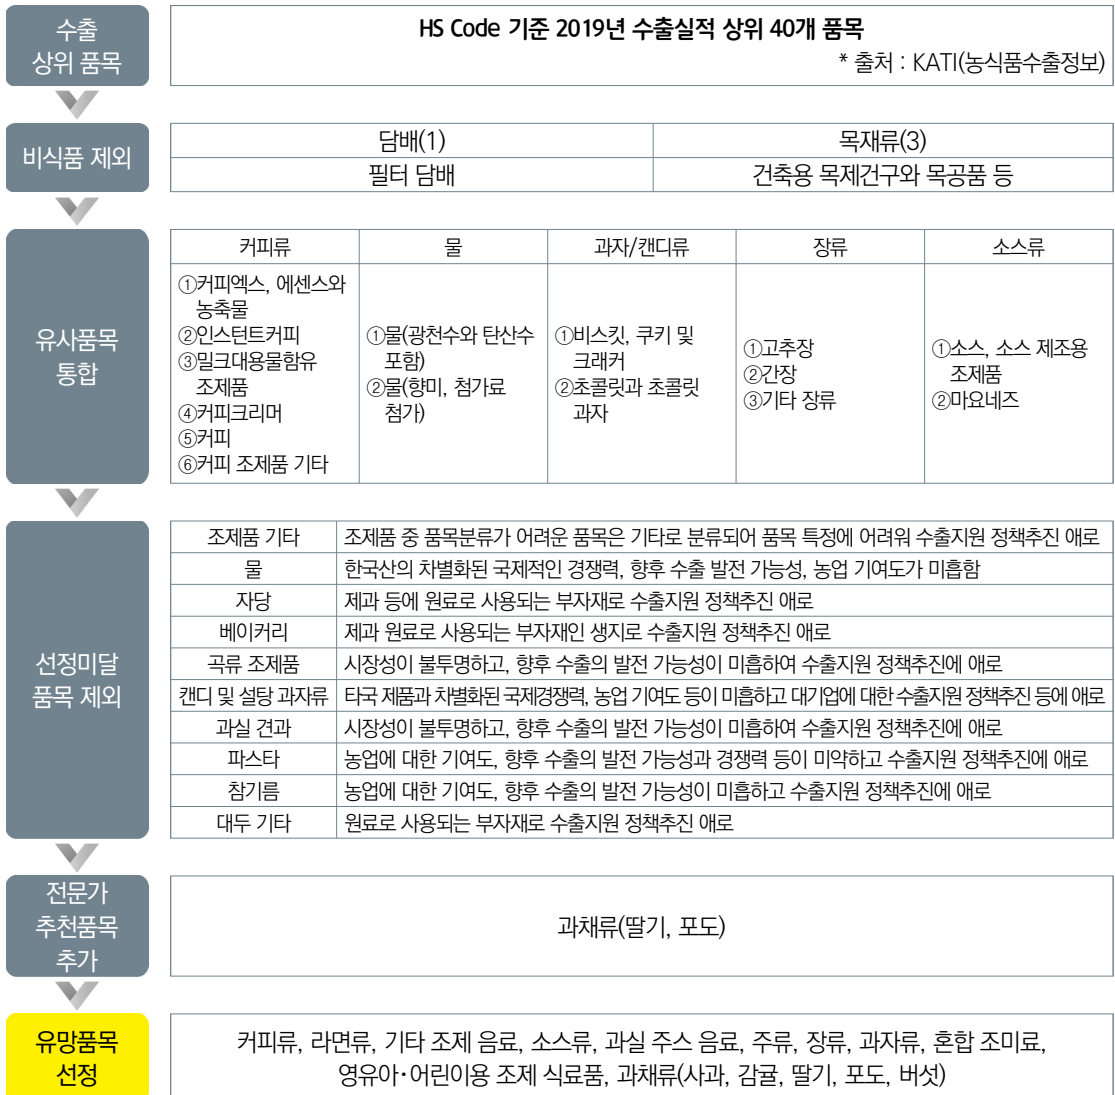 수출
상위 품목
HS Code 기준 2019년 수출실적 상위 40개 품목
* 출처 : KATI(농식품수출정보)
비식품 제외
담배(1)
목재류(3)
필터 담배
건축용 목제건구와 목공품 등
유사품목
통합
커피류
물
과자/캔디류
장류
소스류
①커피엑스, 에센스와
농축물
②인스턴트커피
③밀크대용물함유
조제품
④커피크리머
⑤커피
⑥커피 조제품 기타
①물(광천수와 탄산수
포함)
②물(향미, 첨가료
첨가)
①비스킷, 쿠키 및
크래커
②초콜릿과 초콜릿
과자
①고추장
②간장
③기타 장류
①소스, 소스 제조용
조제품
②마요네즈
선정미달
품목 제외
조제품 기타
조제품 중 품목분류가 어려운 품목은 기타로 분류되어 품목 특정에 어려워 수출지원 정책추진 애로
물
한국산의 차별화된 국제적인 경쟁력, 향후 수출 발전 가능성, 농업 기여도가 미흡함
자당
제과 등에 원료로 사용되는 부자재로 수출지원 정책추진 애로
베이커리
제과 원료로 사용되는 부자재인 생지로 수출지원 정책추진 애로
곡류 조제품
시장성이 불투명하고, 향후 수출의 발전 가능성이 미흡하여 수출지원 정책추진에 애로
캔디 및 설탕 과자류
타국 제품과 차별화된 국제경쟁력, 농업 기여도 등이 미흡하고 대기업에 대한 수출지원 정책추진 등에 애로
과실 견과
시장성이 불투명하고, 향후 수출의 발전 가능성이 미흡하여 수출지원 정책추진에 애로
파스타
농업에 대한 기여도, 향후 수출의 발전 가능성과 경쟁력 등이 미약하고 수출지원 정책추진에 애로
참기름
농업에 대한 기여도, 향후 수출의 발전 가능성이 미흡하고 수출지원 정책추진에 애로
대두 기타
원료로 사용되는 부자재로 수출지원 정책추진 애로
전문가
추천품목
추가
과채류(딸기, 포도)
유망품목
선정
커피류, 라면류, 기타 조제 음료, 소스류, 과실 주스 음료, 주류, 장류, 과자류, 혼합 조미료,
영유아·어린이용 조제 식료품, 과채류(사과, 감귤, 딸기, 포도, 버섯)